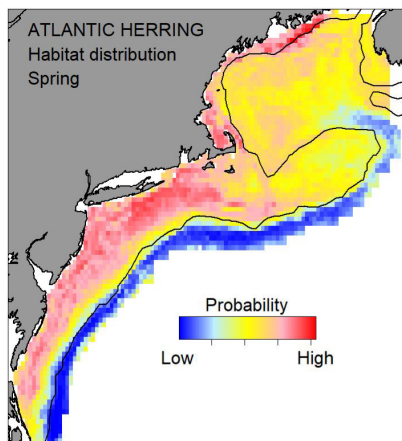 ATLANTIC HERRING
Habitat distribution
Spring
Probability
Low High